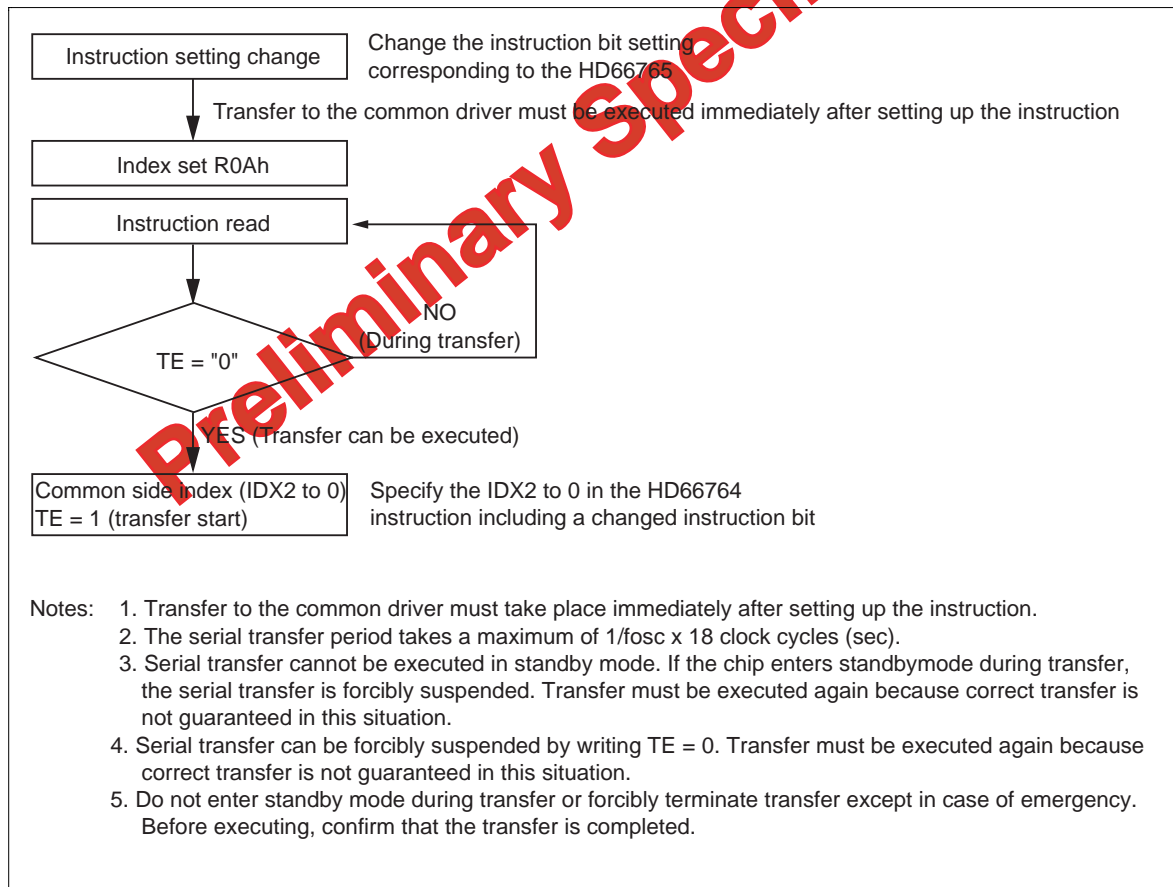 Instruction setting change
Change the instruction bit setting
corresponding to the HD66765
Transfer to the common driver must be executed immediately after setting up the instruction
Index set R0Ah
Instruction read
NO
(During transfer)
TE = "0"
YES (Transfer can be executed)
Common side index (IDX2 to 0)
TE = 1 (transfer start)
Specify the IDX2 to 0 in the HD66764
instruction including a changed instruction bit
Notes: 1. Transfer to the common driver must take place immediately after setting up the instruction.
2. The serial transfer period takes a maximum of 1/fosc x 18 clock cycles (sec).
3. Serial transfer cannot be executed in standby mode. If the chip enters standbymode during transfer,
the serial transfer is forcibly suspended. Transfer must be executed again because correct transfer is
not guaranteed in this situation.
4. Serial transfer can be forcibly suspended by writing TE = 0. Transfer must be executed again because
correct transfer is not guaranteed in this situation.
5. Do not enter standby mode during transfer or forcibly terminate transfer except in case of emergency.
Before executing, confirm that the transfer is completed.
Preliminary